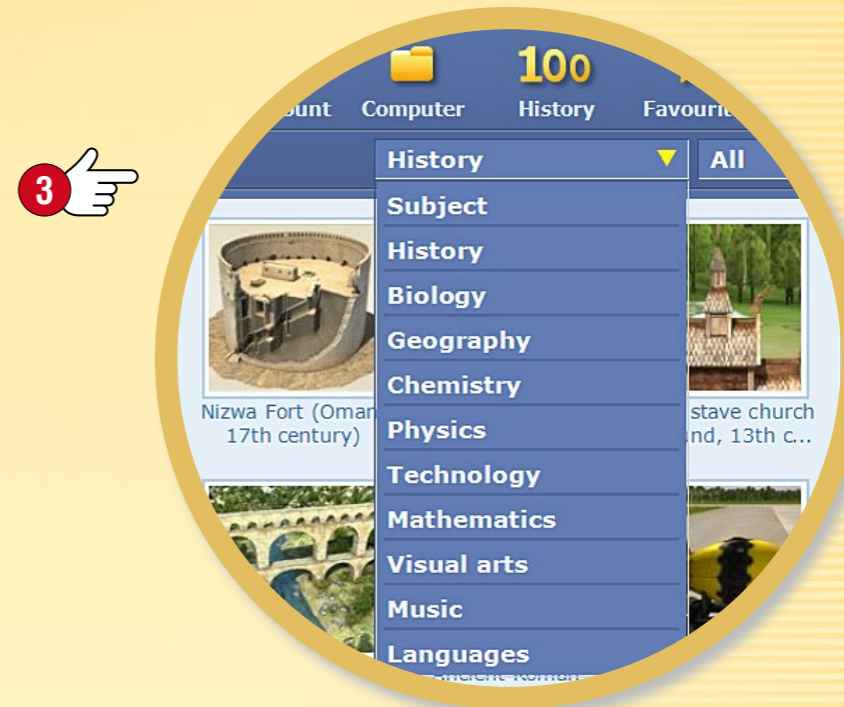 100
Computer
History
3
History
All
Subject
History
Biology
Geography
Chemistry
Nizwa Fort (Oman
stave church
17th century)
Physics
13th c...
Technology
Mathematics
Visual arts
Music
Languages